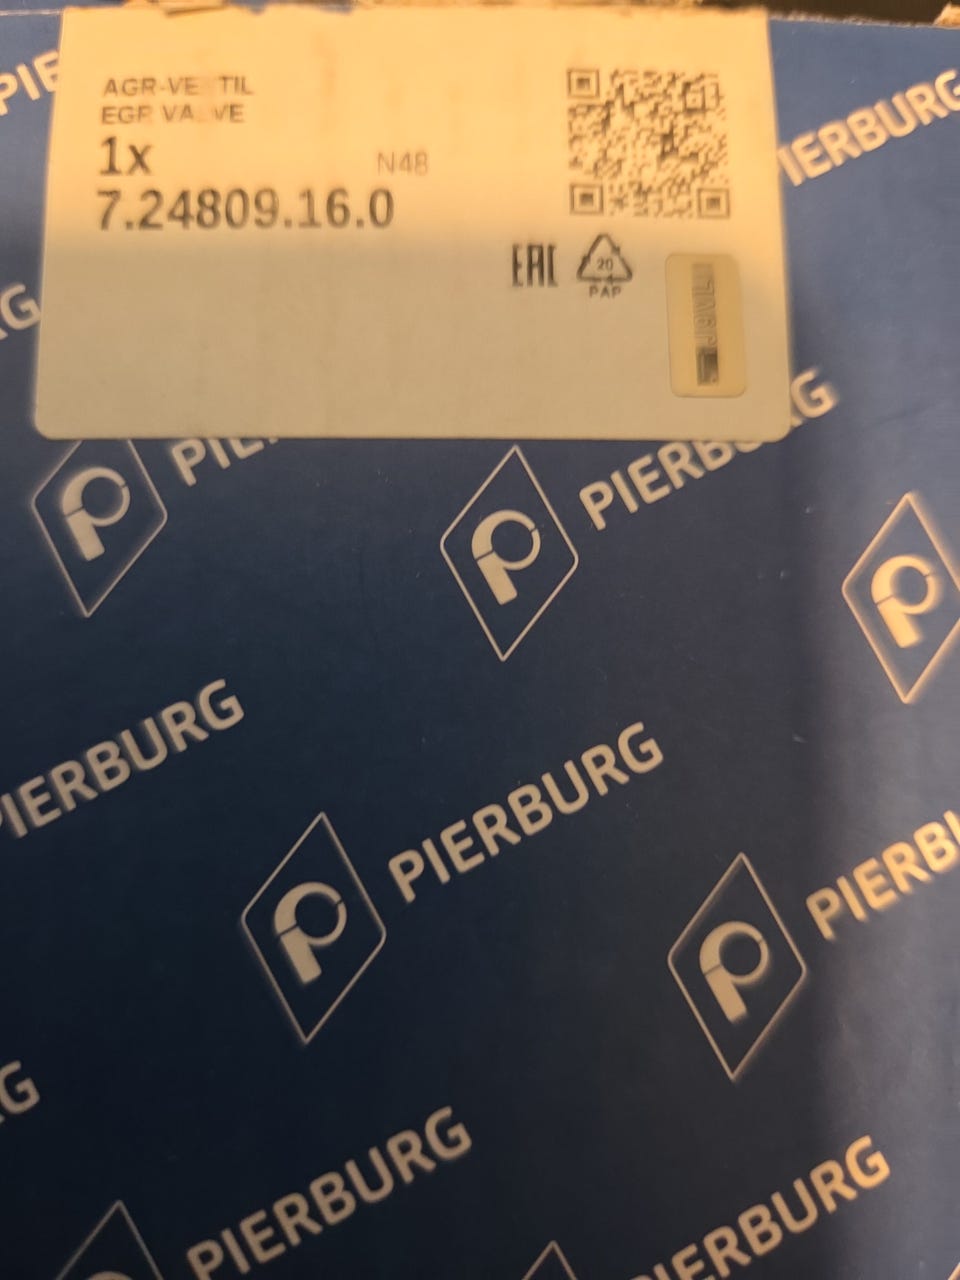 AGR-VENTIL
EGR VALVE
1x N48
7.24809.16.0
EAC
20
PAP
PIERBURG
PIERBURG
PIERBURG
PIERBURG
PIERBURG
PIERBURG
PIERBURG
PIERBURG